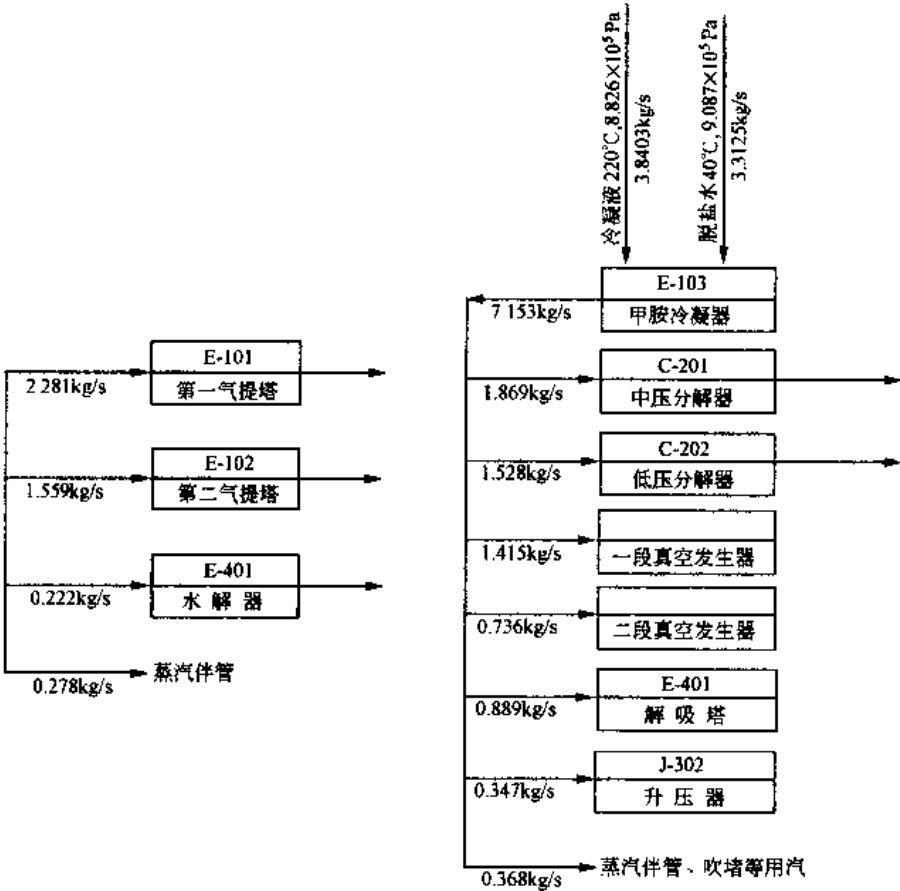 冷凝液 220℃,8.826×10⁵Pa
3.8403kg/s
脱盐水 40℃, 9.087×10⁵Pa
3.3125kg/s
E-101
第一气提塔
2 281kg/s
E-102
第二气提塔
1.559kg/s
E-401
水解器
0.222kg/s
蒸汽伴管
0.278kg/s
E-103
甲胺冷凝器
7 153kg/s
C-201
中压分解器
1.869kg/s
C-202
低压分解器
1.528kg/s
一段真空发生器
1.415kg/s
二段真空发生器
0.736kg/s
E-401
解吸塔
0.889kg/s
J-302
升压器
0.347kg/s
蒸汽伴管、吹堵等用汽
0.368kg/s